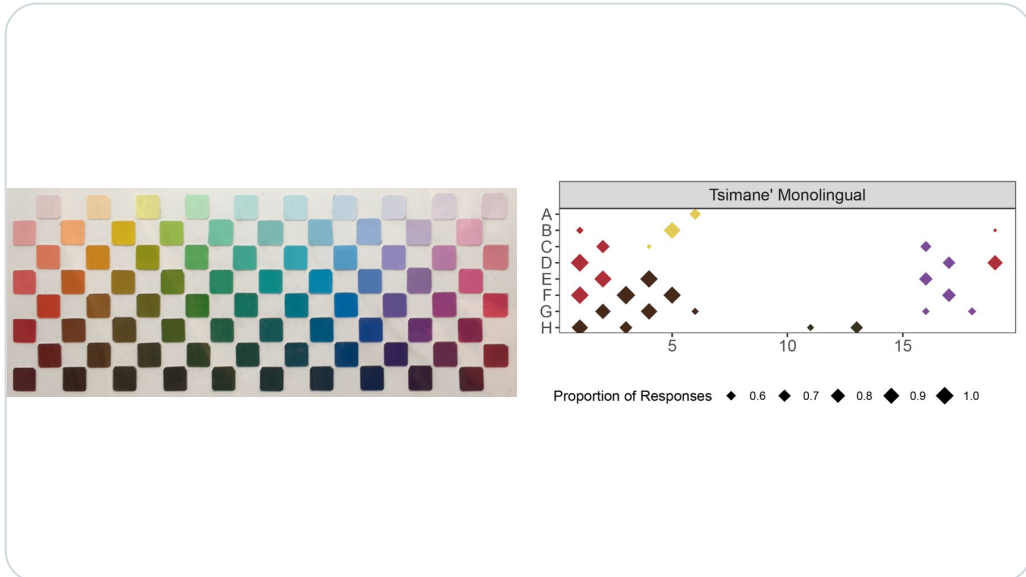 Tsimane' Monolingual
A
B
C
D
E
F
G
H
5 10 15
Proportion of Responses 0.6 0.7 0.8 0.9 1.0